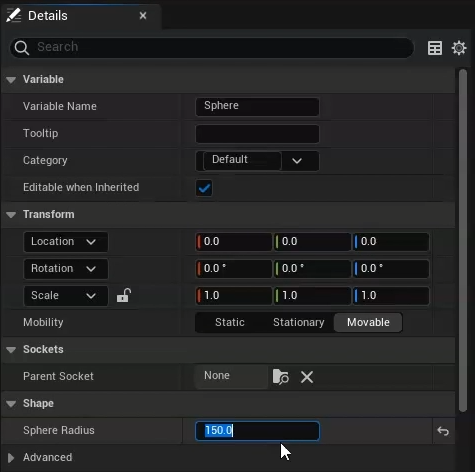 Details
Search
Variable
Variable Name Sphere
Tooltip
Category Default
Editable when Inherited
Transform
Location 0.0 0.0 0.0
Rotation 0.0 ° 0.0 ° 0.0 °
Scale 1.0 1.0 1.0
Mobility Static Stationary Movable
Sockets
Parent Socket None
Shape
Sphere Radius 150.0
Advanced